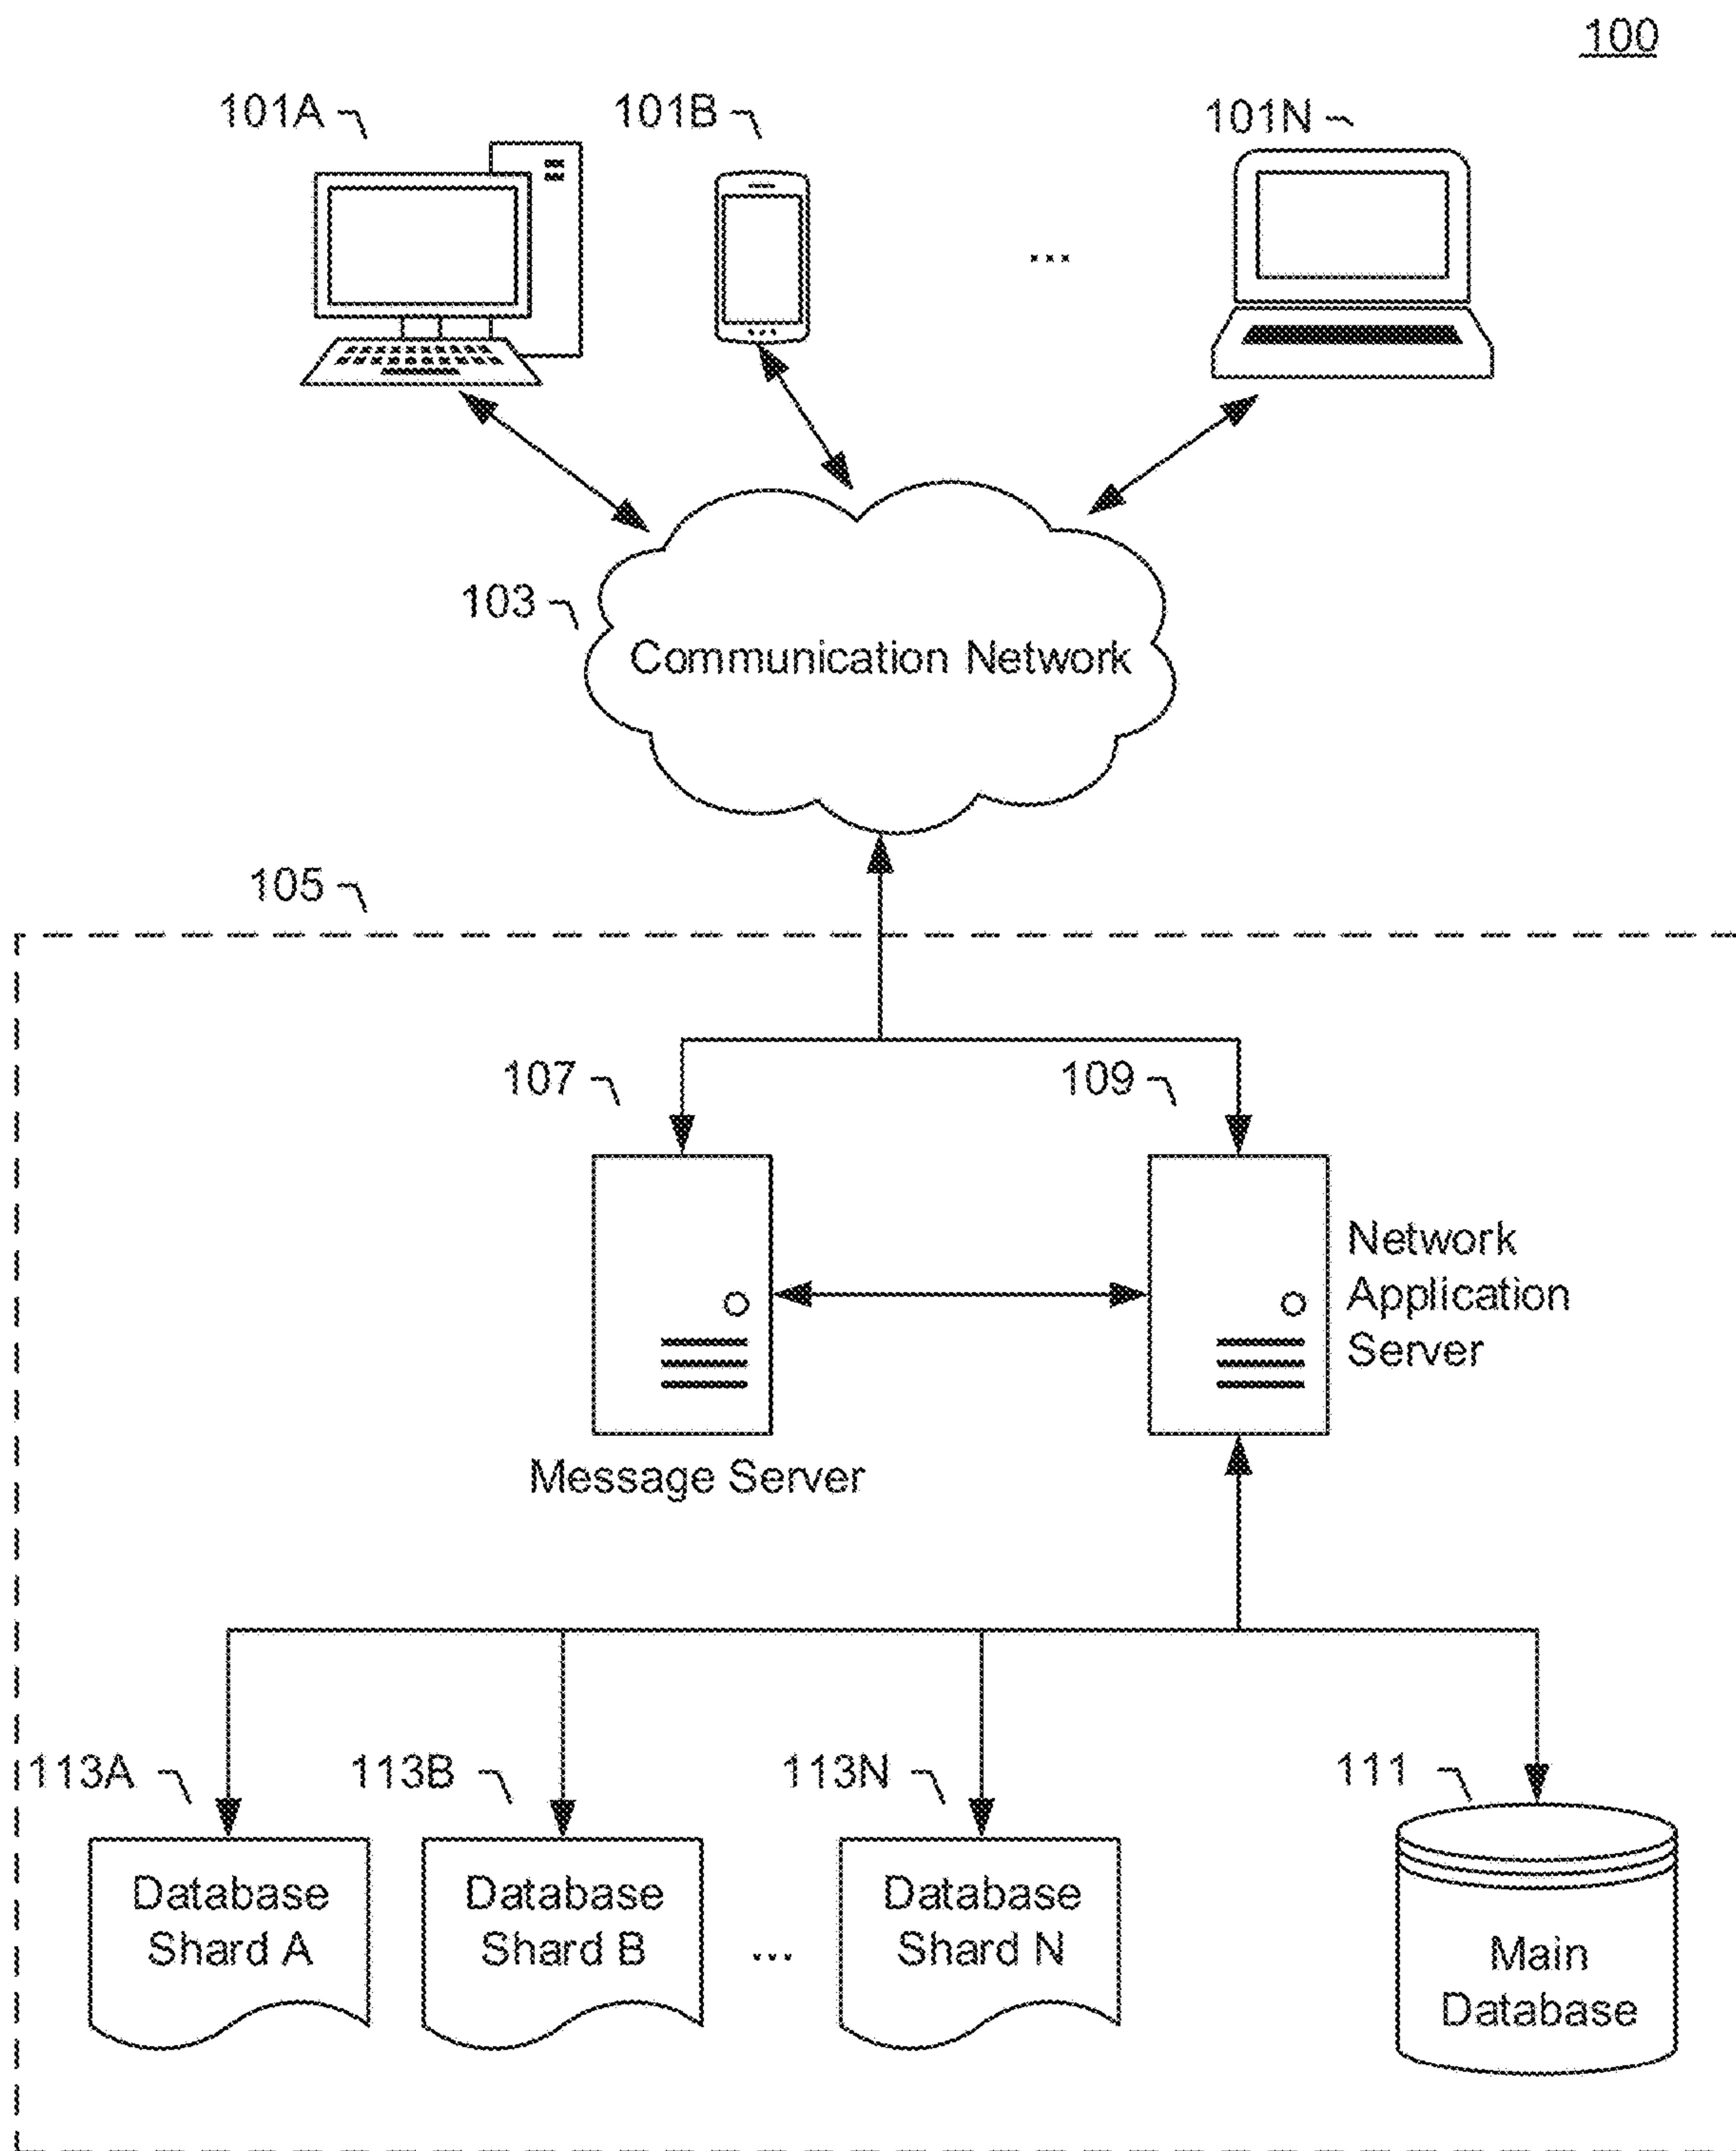 100
101A
101B
101N
...
103
Communication Network
105
107
109
Network
Application
Server
Message Server
113A
113B
113N
111
Database
Shard A
Database
Shard B
...
Database
Shard N
Main
Database